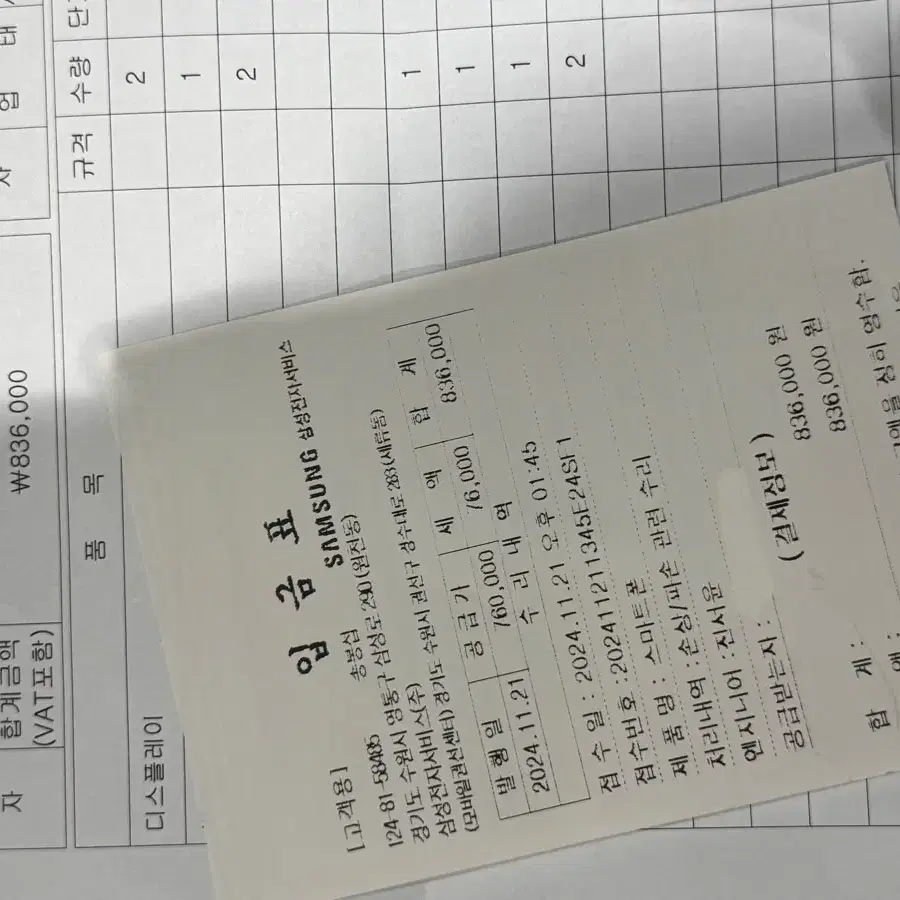 자
합계금액
(VAT포함)
₩836,000
품 목
규격
수량
디스플레이
2
1
2
1
1
1
2
입 금 표
[고객용]
SAMSUNG 삼성전자서비스
124-81-58486 송봉섭
경기도 수원시 영통구 삼성로 290 (원천동)
삼성전자서비스(주)
(모바일권선센터) 경기도 수원시 권선구 경수대로 283 (세류동)
발 행 일 공 급 가 세 액 합 계
2024.11.21 760,000 76,000 836,000
수 리 내 역
접 수 일 : 2024.11.21 오후 01:45
접수번호 :20241121
제 품 명 : 스마트폰
처리내역 :손상/파손 관련 수리
엔지니어 :진서윤
공급받는자 :
(결제정보)
836,000 원
합 계 : 836,000 원